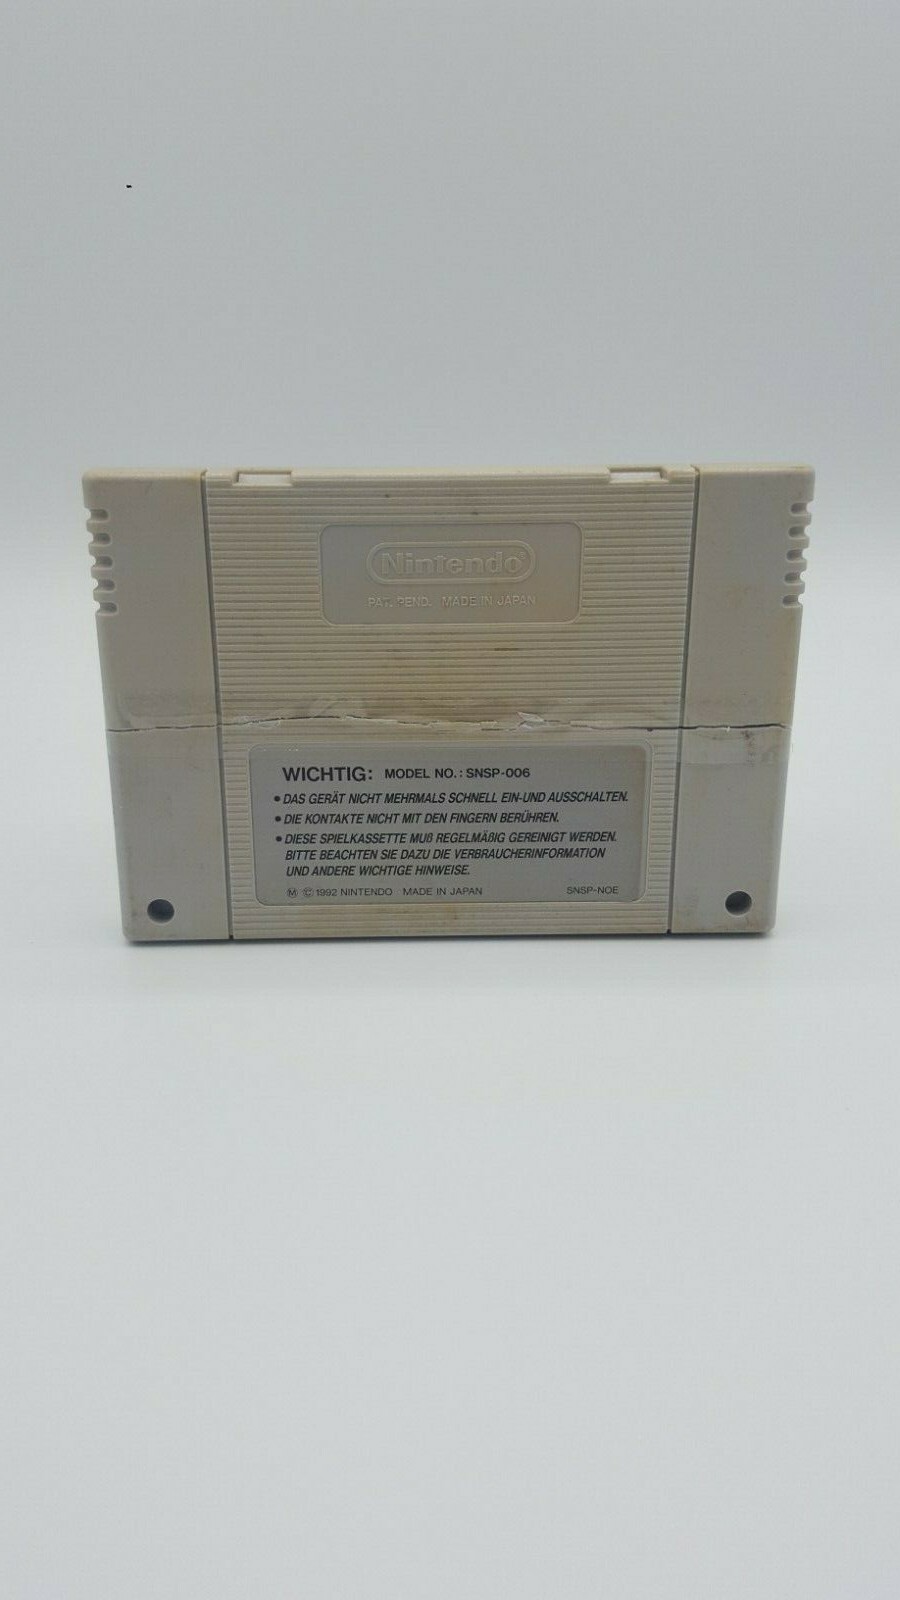 Nintendo®
PAT. PEND. MADE IN JAPAN
WICHTIG: MODEL NO.: SNSP-006
• DAS GERÄT NICHT MEHRMALS SCHNELL EIN-UND AUSSCHALTEN.
• DIE KONTAKTE NICHT MIT DEN FINGERN BERÜHREN.
• DIESE SPIELKASSETTE MUß REGELMÄßIG GEREINIGT WERDEN.
BITTE BEACHTEN SIE DAZU DIE VERBRAUCHERINFORMATION
UND ANDERE WICHTIGE HINWEISE.
Ⓜ © 1992 NINTENDO MADE IN JAPAN SNSP-NOE